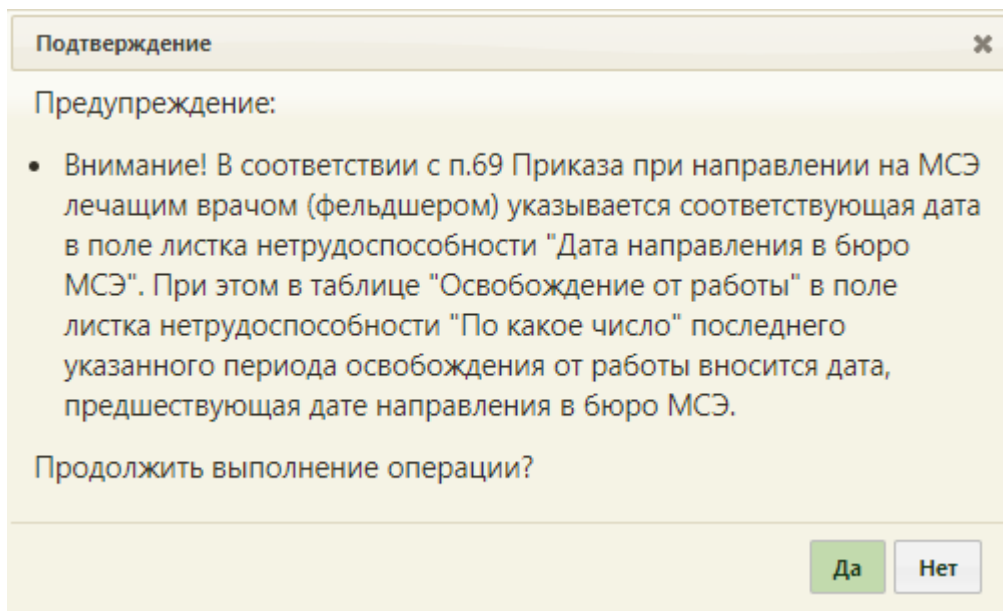 Подтверждение
Предупреждение:
• Внимание! В соответствии с п.69 Приказа при направлении на МСЭ
лечащим врачом (фельдшером) указывается соответствующая дата
в поле листка нетрудоспособности "Дата направления в бюро
МСЭ". При этом в таблице "Освобождение от работы" в поле
листка нетрудоспособности "По какое число" последнего
указанного периода освобождения от работы вносится дата,
предшествующая дате направления в бюро МСЭ.
Продолжить выполнение операции?
Да Нет